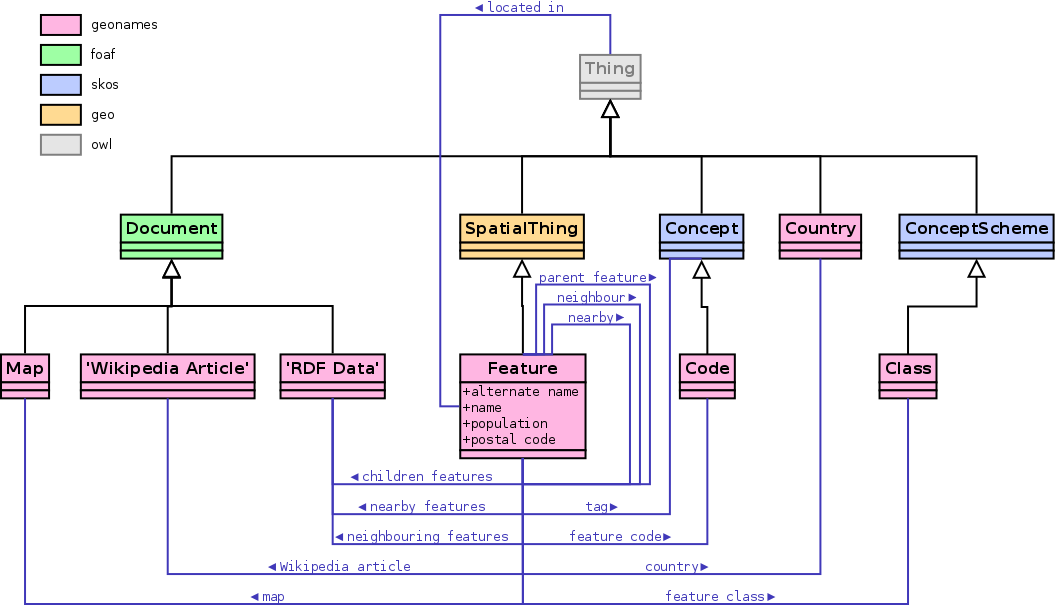 ◄ located in
geonames
foaf
skos
geo
owl
Thing
Document
SpatialThing
Concept
Country
ConceptScheme
parent feature►
neighbour►
nearby►
Map
'Wikipedia Article'
'RDF Data'
Feature
Code
Class
+alternate name
+name
+population
+postal code
◄children features
◄nearby features
tag►
◄neighbouring features
feature code►
◄Wikipedia article
country►
◄map
feature class►